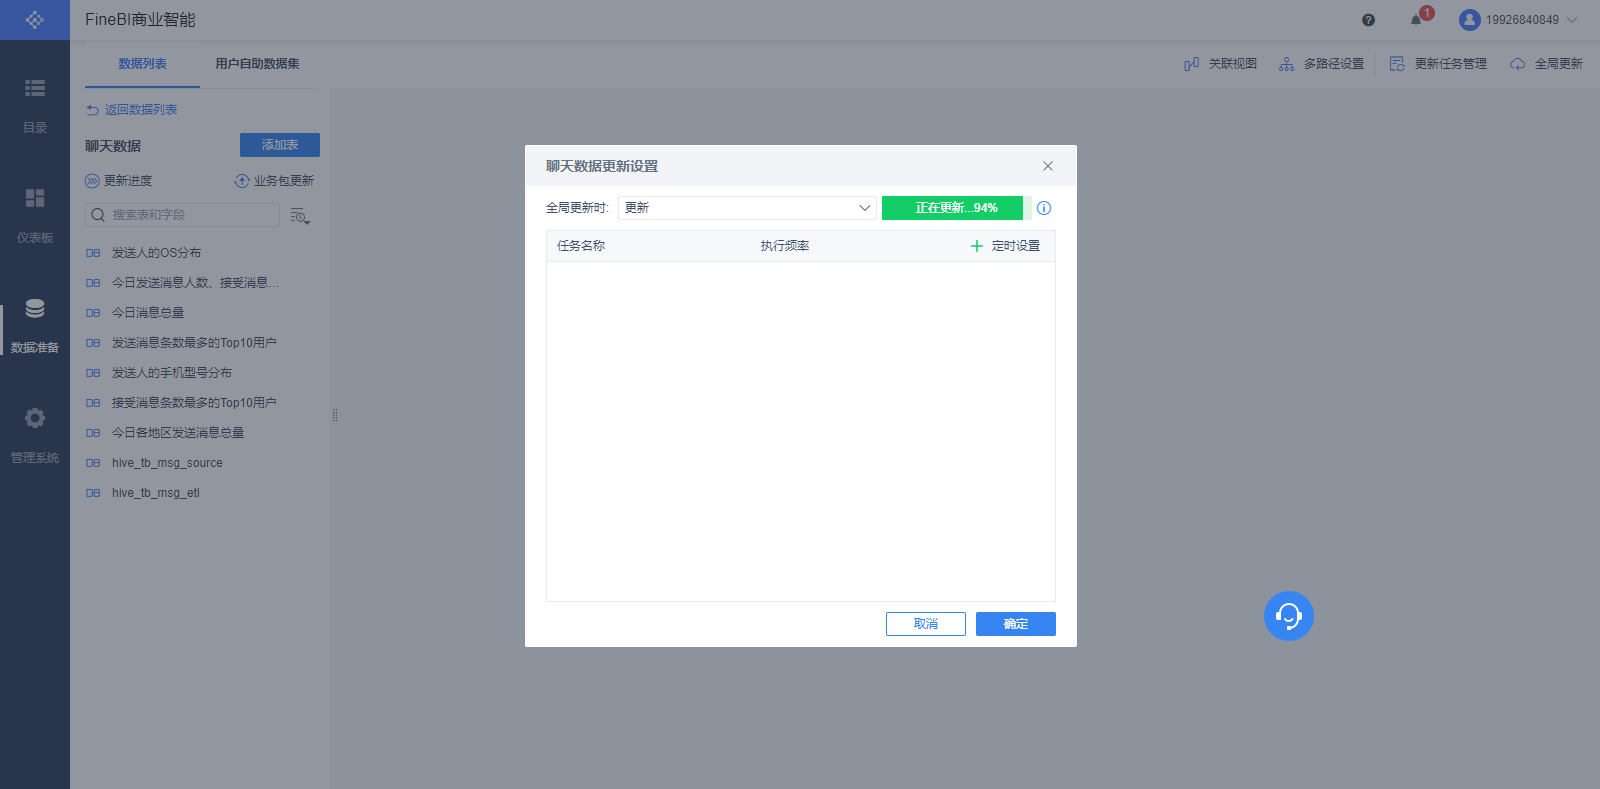 FineBI商业智能
1
19926840849
数据列表
用户自助数据集
关联视图
多路径设置
更新任务管理
全局更新
目录
仪表板
数据准备
管理系统
返回数据列表
聊天数据
添加表
更新进度
业务包更新
搜索表和字段
DB 发送人的OS分布
DB 今日发送消息人数、接受消息...
DB 今日消息总量
DB 发送消息条数最多的Top10用户
DB 发送人的手机型号分布
DB 接受消息条数最多的Top10用户
DB 今日各地区发送消息总量
DB hive_tb_msg_source
DB hive_tb_msg_etl
聊天数据更新设置
全局更新时: 更新 正在更新...94%
任务名称 执行频率 定时设置
取消 确定